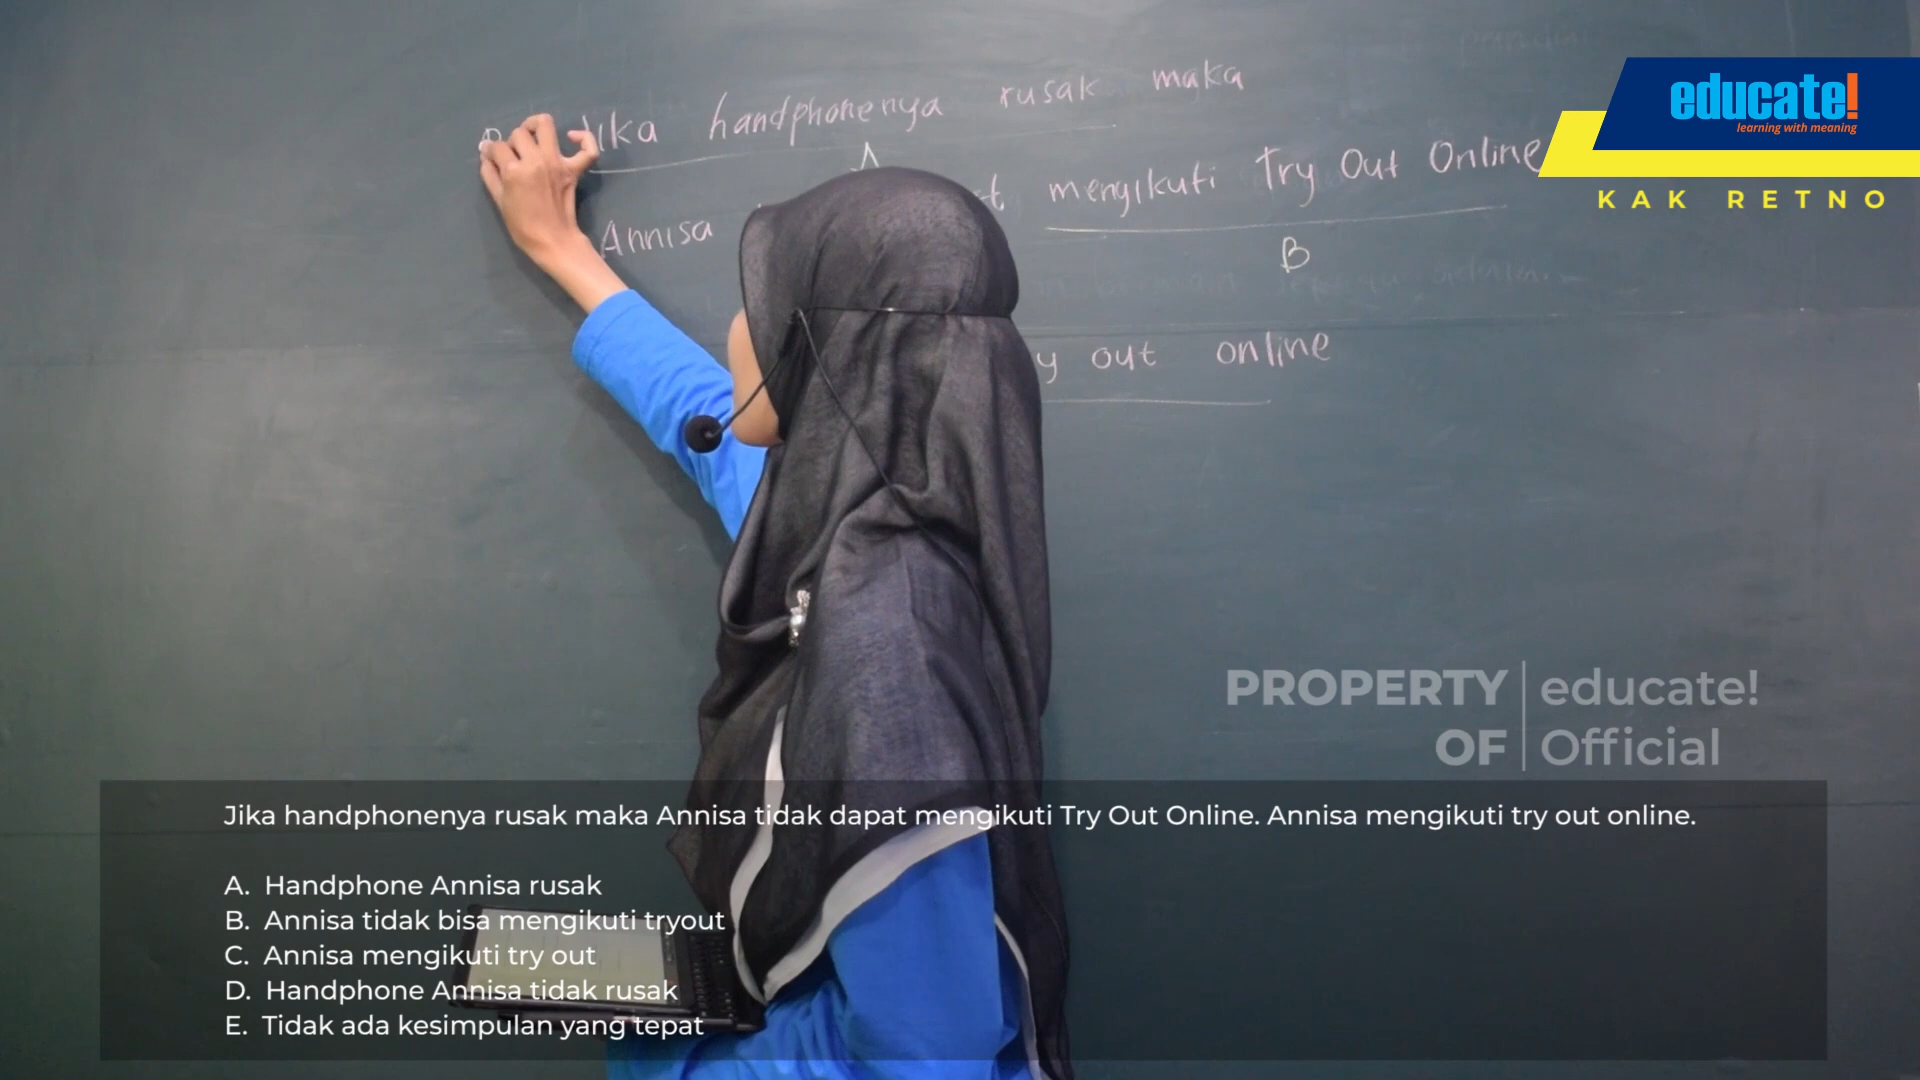 Jika handphonenya rusak maka
A
Annisa mengikuti Try Out Online
B
out online
educate!
learning with meaning
KAK RETNO
PROPERTY OF educate! Official
Jika handphonenya rusak maka Annisa tidak dapat mengikuti Try Out Online. Annisa mengikuti try out online.
A. Handphone Annisa rusak
B. Annisa tidak bisa mengikuti tryout
C. Annisa mengikuti try out
D. Handphone Annisa tidak rusak
E. Tidak ada kesimpulan yang tepat